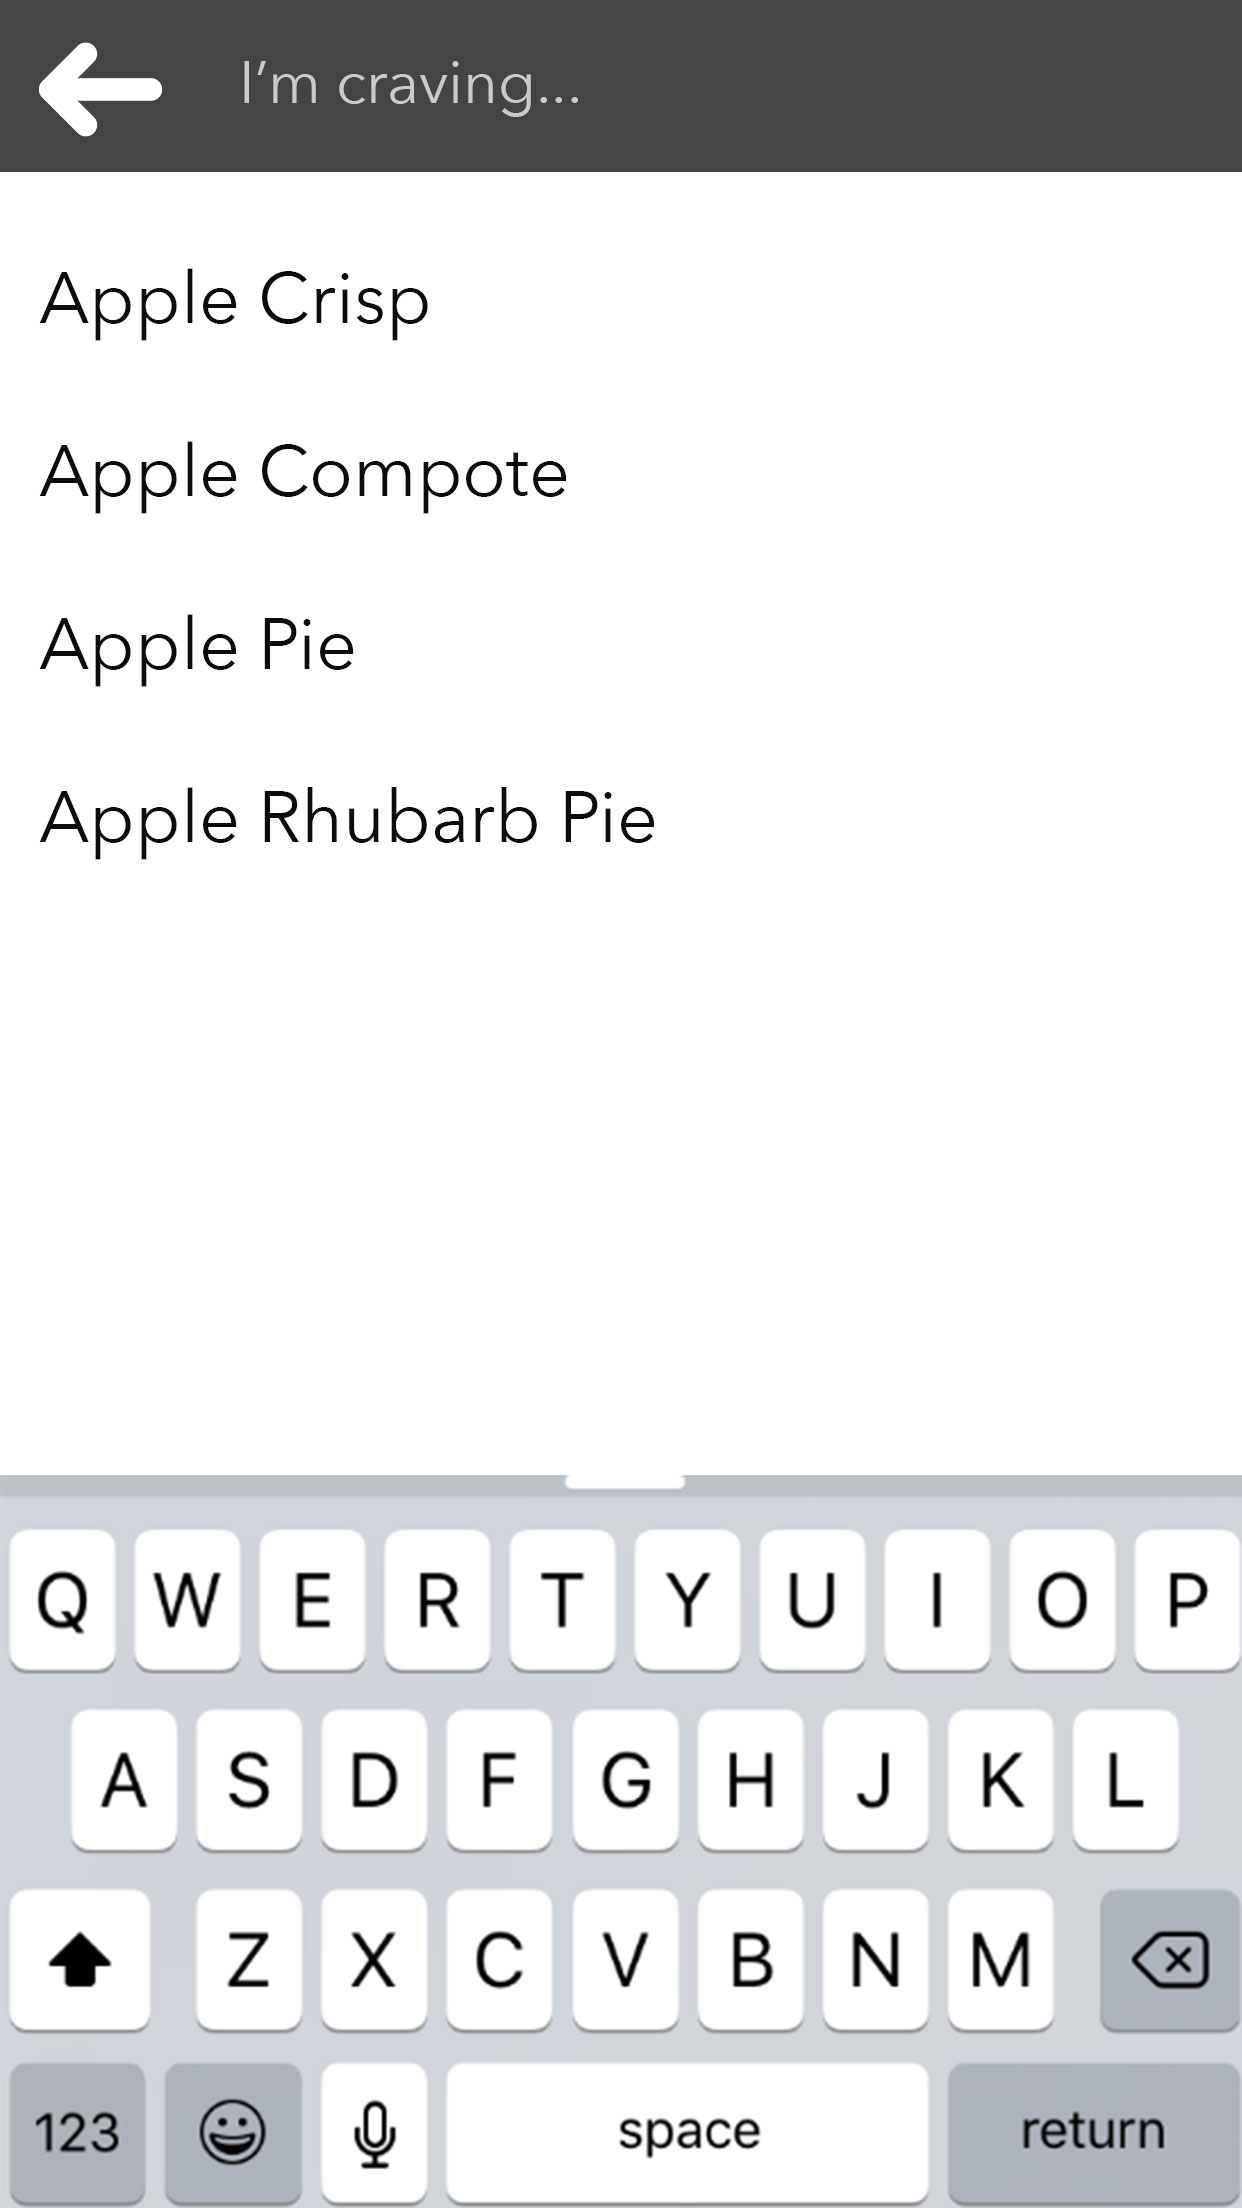 I’m craving...
Apple Crisp
Apple Compote
Apple Pie
Apple Rhubarb Pie
Q W E R T Y U I O P
A S D F G H J K L
Z X C V B N M
123 space return